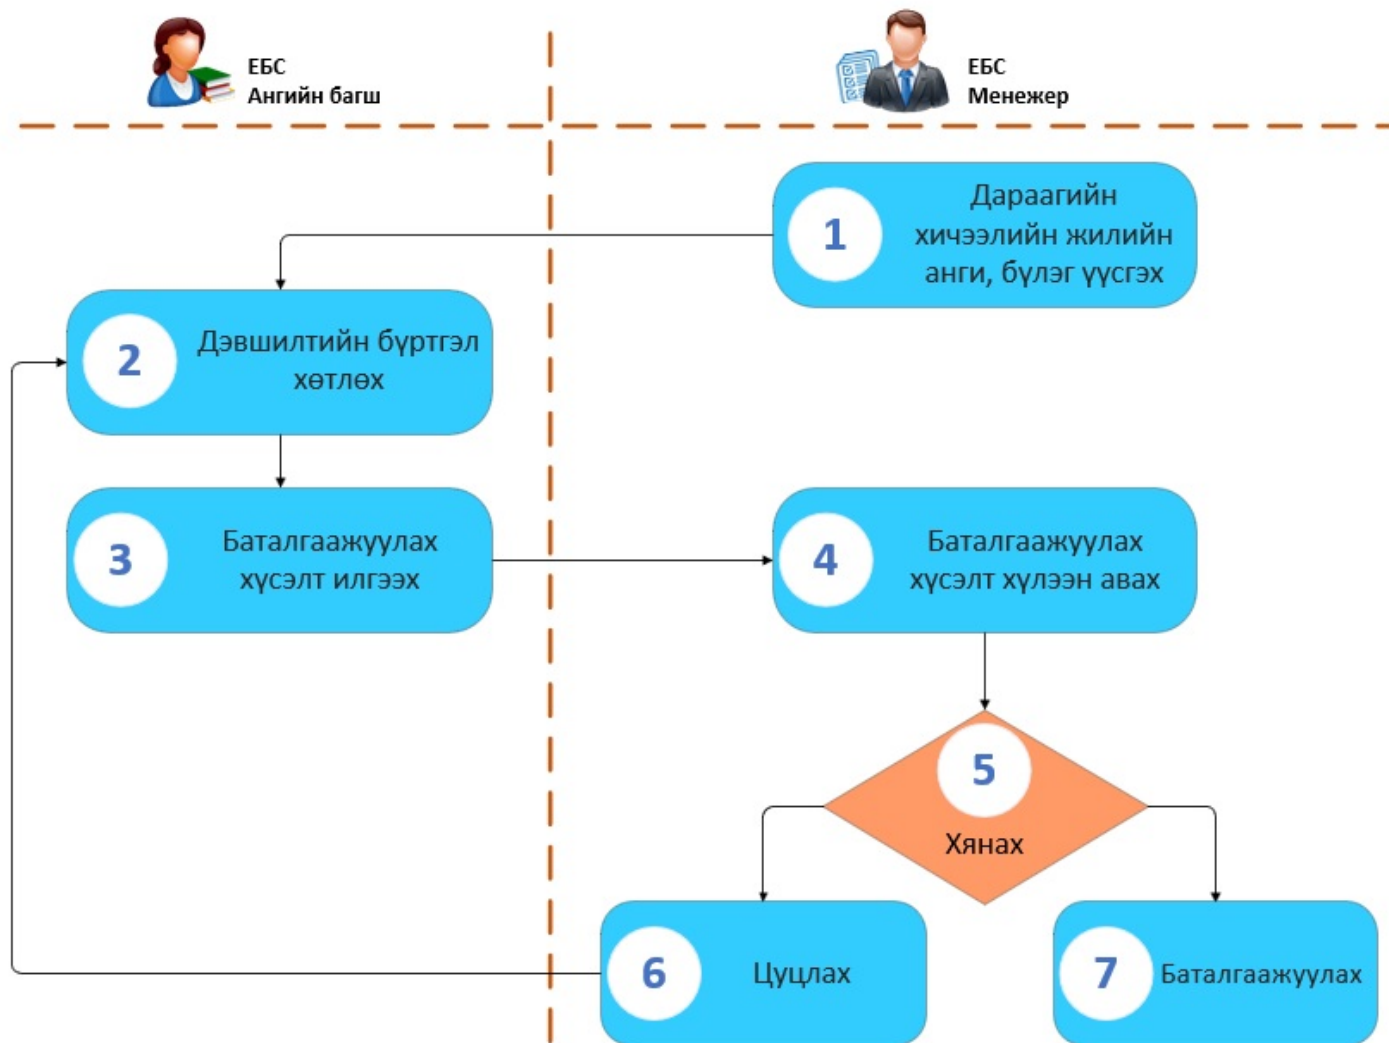 ЕБС
Ангийн багш
ЕБС
Менежер
1
Дараагийн
хичээлийн жилийн
анги, бүлэг үүсгэх
2
Дэвшилтийн бүртгэл
хөтлөх
3
Баталгаажуулах
хүсэлт илгээх
4
Баталгаажуулах
хүсэлт хүлээн авах
5
Хянах
6
Цуцлах
7
Баталгаажуулах